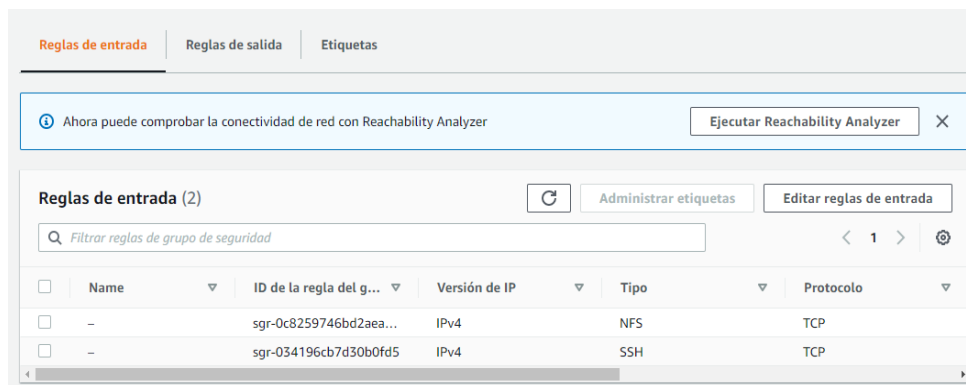 Reglas de entrada Reglas de salida Etiquetas
Ahora puede comprobar la conectividad de red con Reachability Analyzer Ejecutar Reachability Analyzer
Reglas de entrada (2) Administrar etiquetas Editar reglas de entrada
Filtrar reglas de grupo de seguridad 1
Name ID de la regla del g... Versión de IP Tipo Protocolo
– sgr-0c8259746bd2aea... IPv4 NFS TCP
– sgr-034196cb7d30b0fd5 IPv4 SSH TCP